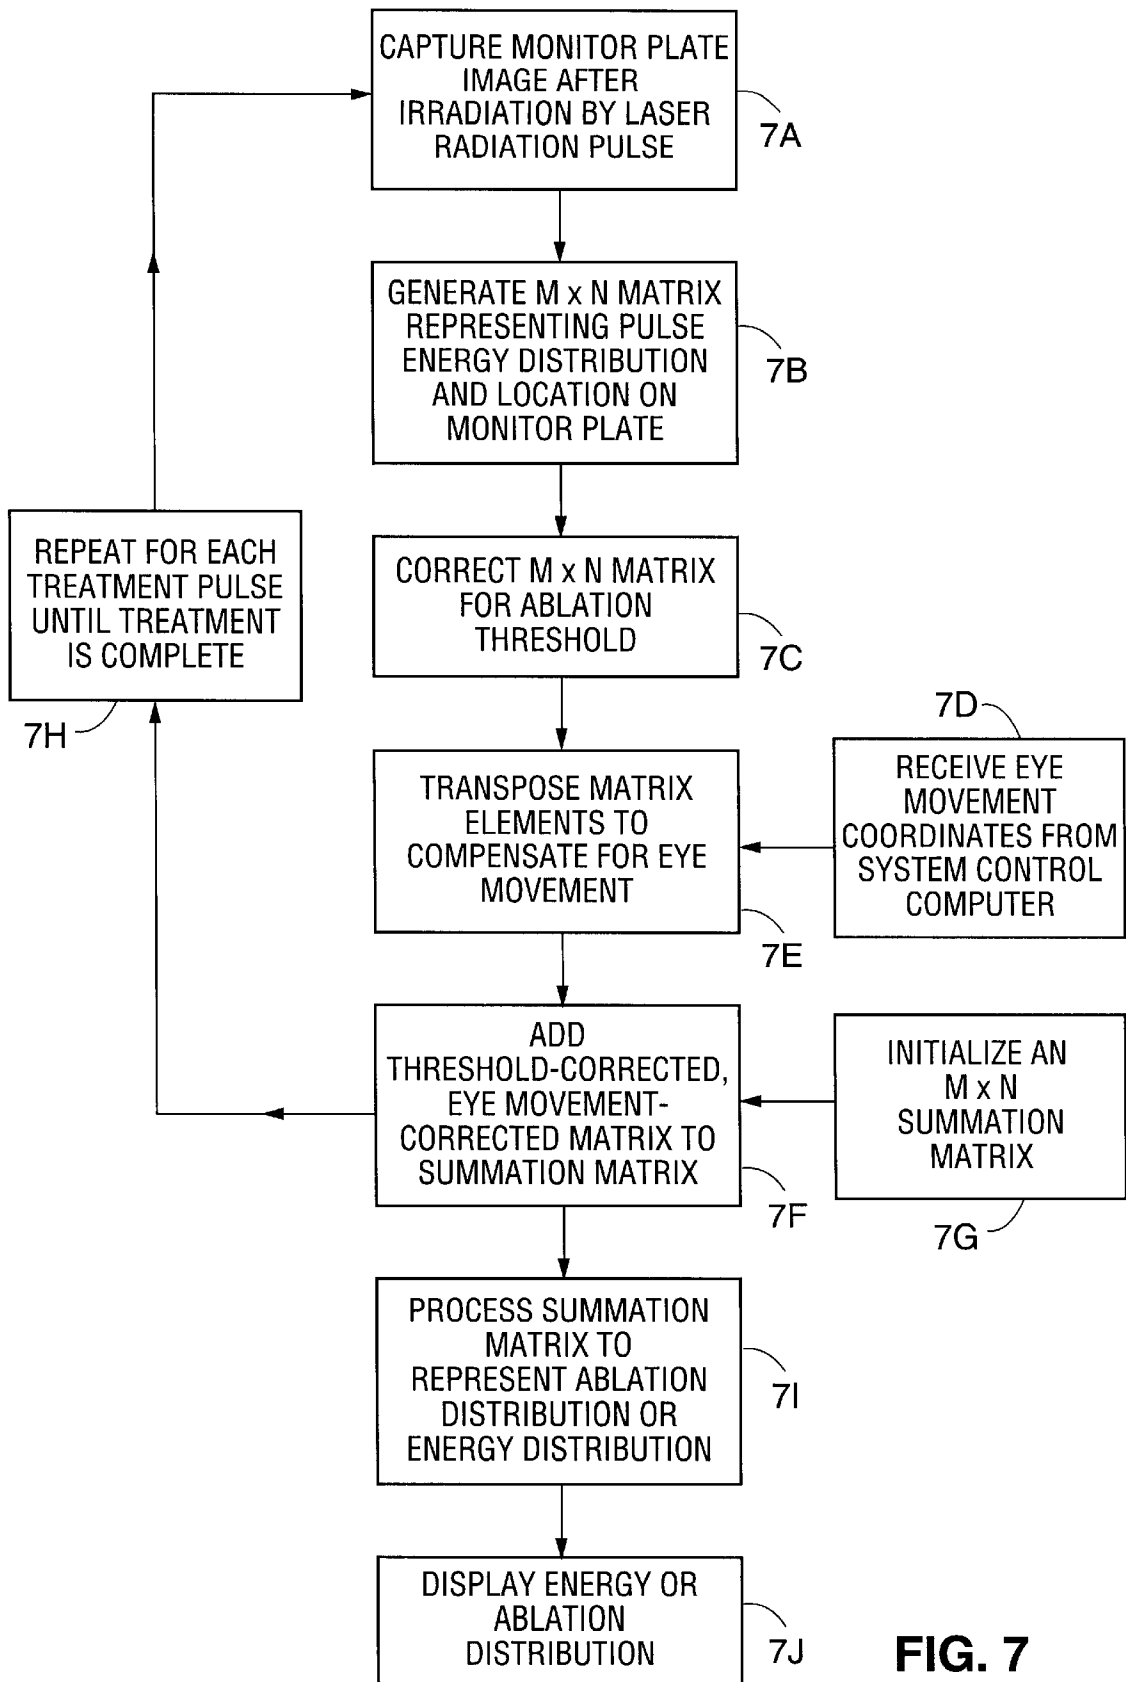 CAPTURE MONITOR PLATE
IMAGE AFTER
IRRADIATION BY LASER
RADIATION PULSE
7A
GENERATE M x N MATRIX
REPRESENTING PULSE
ENERGY DISTRIBUTION
AND LOCATION ON
MONITOR PLATE
7B
CORRECT M x N MATRIX
FOR ABLATION
THRESHOLD
7C
REPEAT FOR EACH
TREATMENT PULSE
UNTIL TREATMENT
IS COMPLETE
7H
7D
RECEIVE EYE
MOVEMENT
COORDINATES FROM
SYSTEM CONTROL
COMPUTER
TRANSPOSE MATRIX
ELEMENTS TO
COMPENSATE FOR EYE
MOVEMENT
7E
ADD
THRESHOLD-CORRECTED,
EYE MOVEMENT-
CORRECTED MATRIX TO
SUMMATION MATRIX
7F
INITIALIZE AN
M x N
SUMMATION
MATRIX
7G
PROCESS SUMMATION
MATRIX TO
REPRESENT ABLATION
DISTRIBUTION OR
ENERGY DISTRIBUTION
7I
DISPLAY ENERGY OR
ABLATION
DISTRIBUTION
7J
FIG. 7